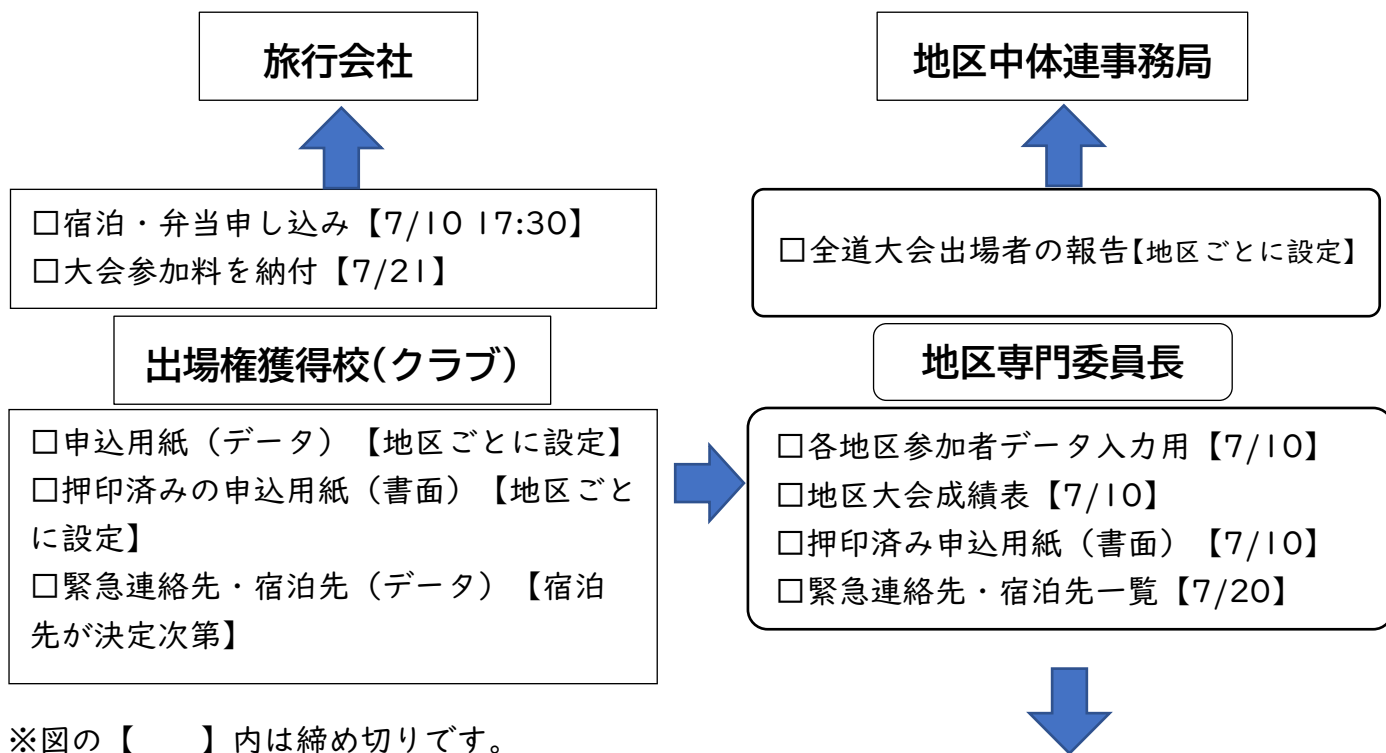 旅行会社
地区中体連事務局
□宿泊・弁当申し込み【7/10 17:30】
□大会参加料を納付【7/21】
□全道大会出場者の報告【地区ごとに設定】
出場権獲得校(クラブ)
地区専門委員長
□申込用紙（データ）【地区ごとに設定】
□押印済みの申込用紙（書面）【地区ごと
に設定】
□緊急連絡先・宿泊先（データ）【宿泊
先が決定次第】
□各地区参加者データ入力用【7/10】
□地区大会成績表【7/10】
□押印済み申込用紙（書面）【7/10】
□緊急連絡先・宿泊先一覧【7/20】
※図の【　　】内は締め切りです。